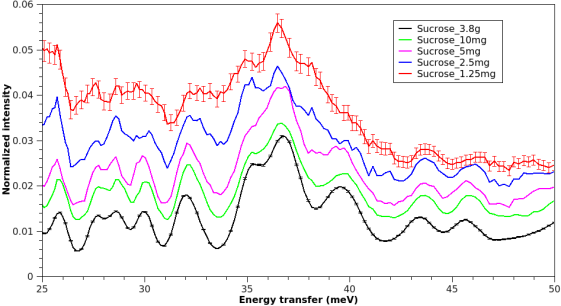 0.06
0.05
0.04
0.03
0.02
0.01
0
Normalized intensity
Sucrose_3.8g
Sucrose_10mg
Sucrose_5mg
Sucrose_2.5mg
Sucrose_1.25mg
25 30 35 40 45 50
Energy transfer (meV)